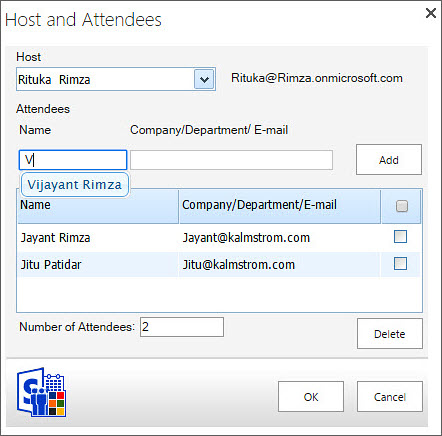 Host and Attendees
Host
Rituka Rimza
Rituka@Rimza.onmicrosoft.com
Attendees
Name Company/Department/ E-mail
V Add
Vijayant Rimza
Name Company/Department/E-mail
Jayant Rimza Jayant@kalmstrom.com
Jitu Patidar Jitu@kalmstrom.com
Number of Attendees: 2
Delete
OK Cancel